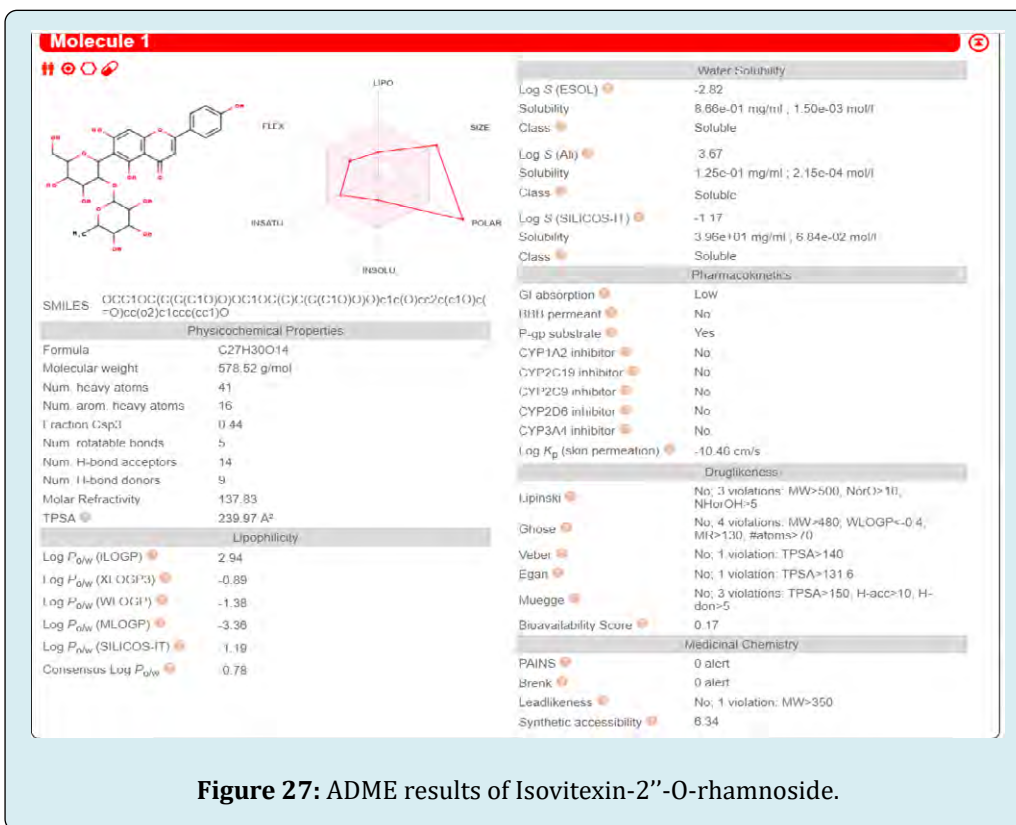 Molecule 1
LIPO
FLEX
SIZE
INSATU
POLAR
INSOLU
SMILES OCC1OC(C(C(C1O)O)OC1OC(C)C(C(C1O)O)O)c1c(O)cc2c(c1O)c(
=O)cc(o2)c1ccc(cc1)O
Physicochemical Properties
Formula C27H30O14
Molecular weight 578.52 g/mol
Num. heavy atoms 41
Num. arom. heavy atoms 16
Fraction Csp3 0.44
Num. rotatable bonds 5
Num. H-bond acceptors 14
Num. H-bond donors 9
Molar Refractivity 137.83
TPSA 239.97 Å²
Lipophilicity
Log Po/w (iLOGP) 2.94
Log Po/w (XLOGP3) -0.89
Log Po/w (WLOGP) -1.38
Log Po/w (MLOGP) -3.36
Log Po/w (SILICOS-IT) 1.19
Consensus Log Po/w 0.78
Water Solubility
Log S (ESOL) -2.82
Solubility 8.66e-01 mg/ml ; 1.50e-03 mol/l
Class Soluble
Log S (Ali) 3.67
Solubility 1.25e-01 mg/ml ; 2.15e-04 mol/l
Class Soluble
Log S (SILICOS-IT) -1.17
Solubility 3.96e+01 mg/ml ; 6.84e-02 mol/l
Class Soluble
Pharmacokinetics
GI absorption Low
BBB permeant No
P-gp substrate Yes
CYP1A2 inhibitor No
CYP2C19 inhibitor No
CYP2C9 inhibitor No
CYP2D6 inhibitor No
CYP3A4 inhibitor No
Log Kp (skin permeation) -10.46 cm/s
Druglikeness
Lipinski No; 3 violations: MW>500, NorO>10,
NHorOH>5
Ghose No; 4 violations: MW>480, WLOGP<-0.4,
MR>130, #atoms>70
Veber No; 1 violation: TPSA>140
Egan No; 1 violation: TPSA>131.6
Muegge No; 3 violations: TPSA>150, H-acc>10, H-
don>5
Bioavailability Score 0.17
Medicinal Chemistry
PAINS 0 alert
Brenk 0 alert
Leadlikeness No; 1 violation: MW>350
Synthetic accessibility 6.34
Figure 27: ADME results of Isovitexin-2’’-O-rhamnoside.